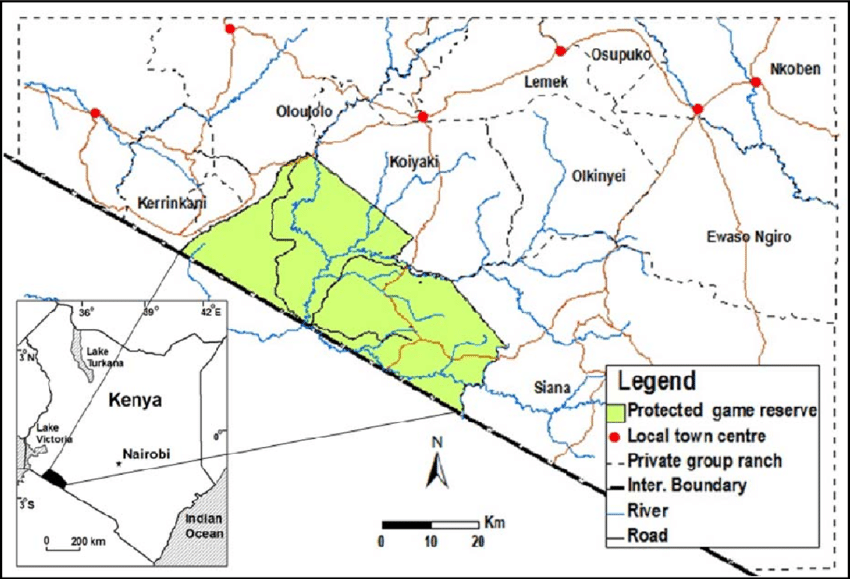 Osupuko
Nkoben
Lemek
Oloujolo
Koiyaki
Olkinyei
Kerrinkani
Ewaso Ngiro
Siana
36° 39° 42° E
3 N
0°
3 S
Lake
Turkana
Kenya
Lake
Victoria
Nairobi
Indian
Ocean
0 200 km
N
Km
0 10 20
Legend
Protected game reserve
Local town centre
Private group ranch
Inter. Boundary
River
Road